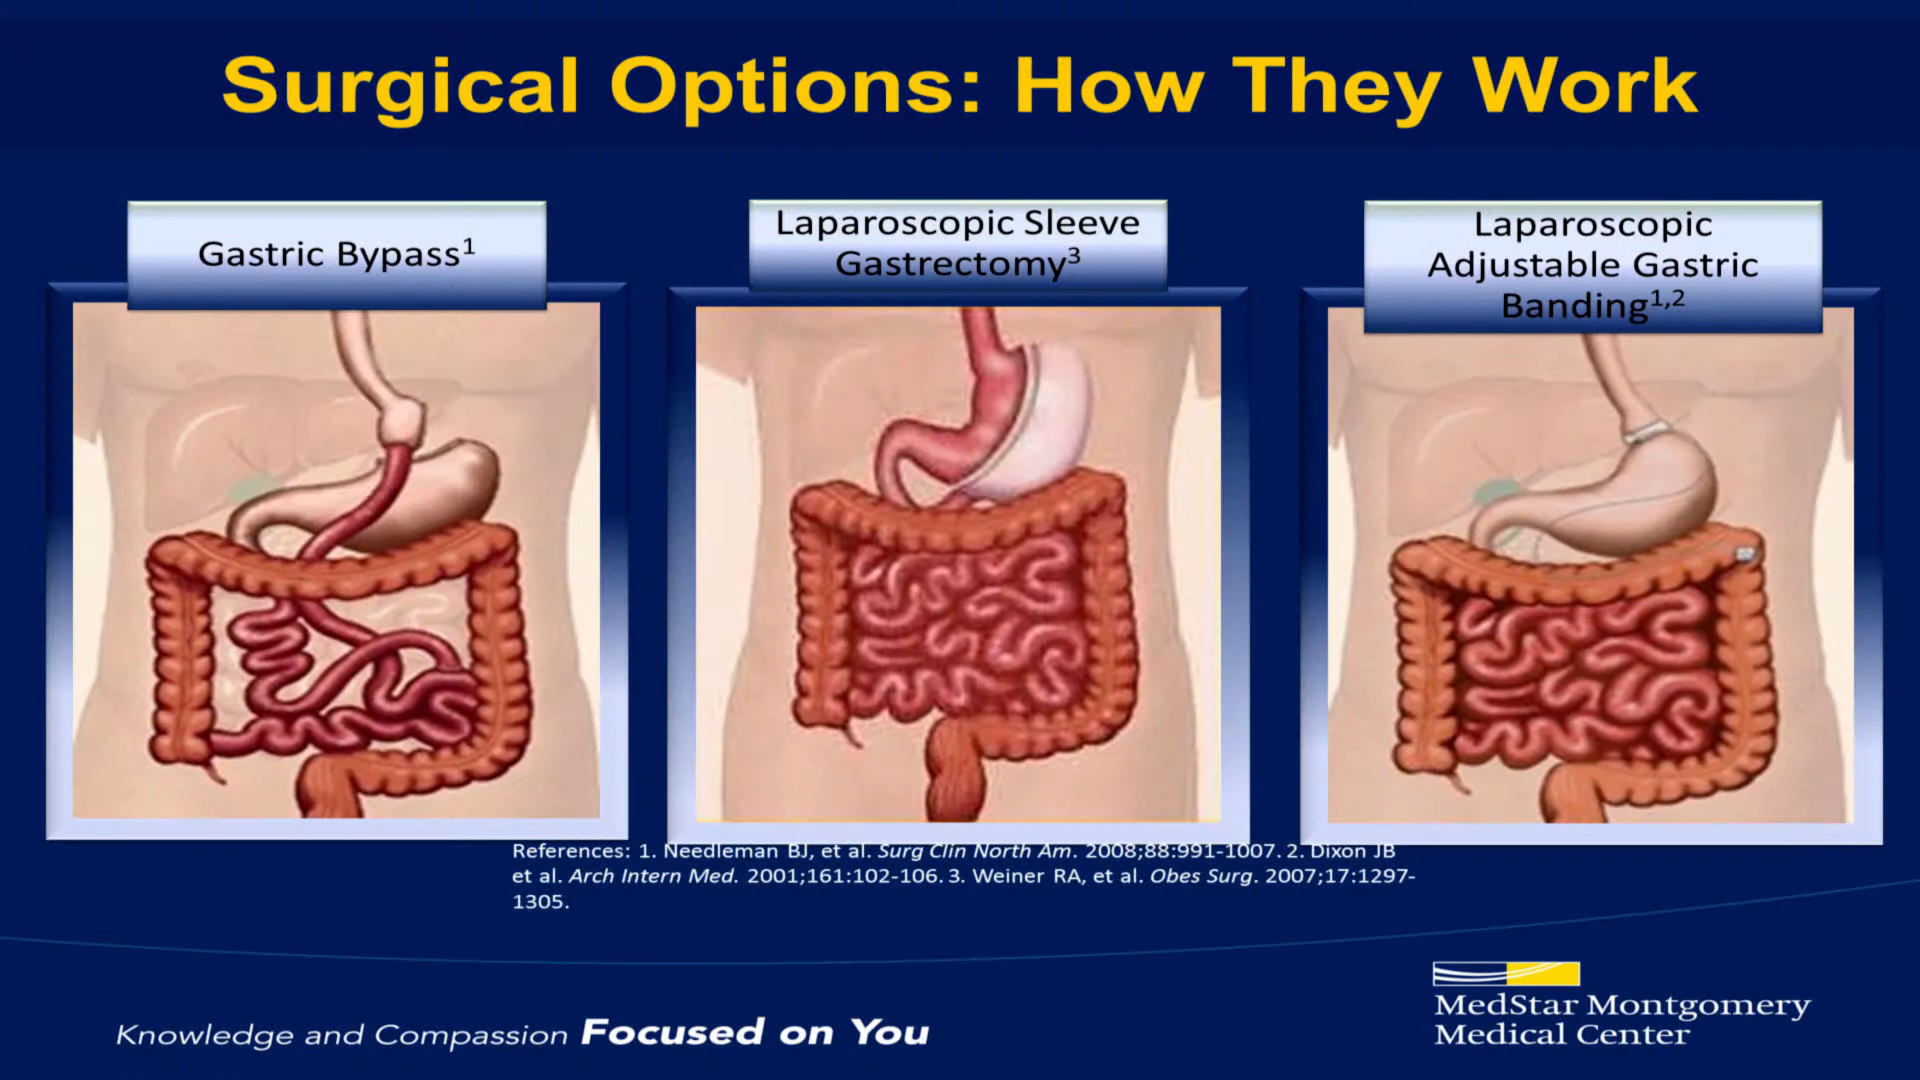 Surgical Options: How They Work
Gastric Bypass¹
Laparoscopic Sleeve
Gastrectomy³
Laparoscopic
Adjustable Gastric
Banding¹,²
References: 1. Needleman BJ, et al. Surg Clin North Am. 2008;88:991-1007. 2. Dixon JB
et al. Arch Intern Med. 2001;161:102-106. 3. Weiner RA, et al. Obes Surg. 2007;17:1297-
1305.
Knowledge and Compassion Focused on You
MedStar Montgomery
Medical Center